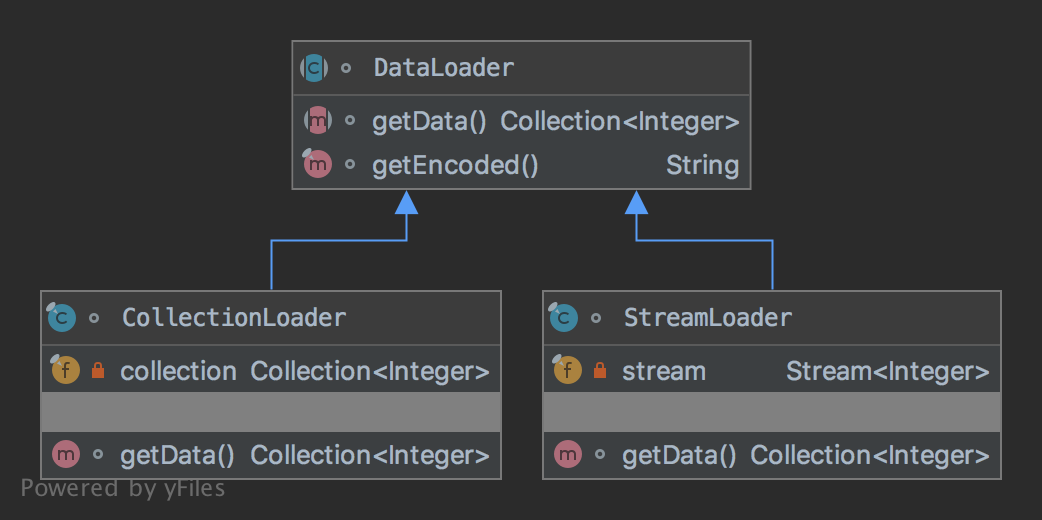 DataLoader
getData() Collection<Integer>
getEncoded() String
CollectionLoader
collection Collection<Integer>
getData() Collection<Integer>
StreamLoader
stream Stream<Integer>
getData() Collection<Integer>
Powered by yFiles